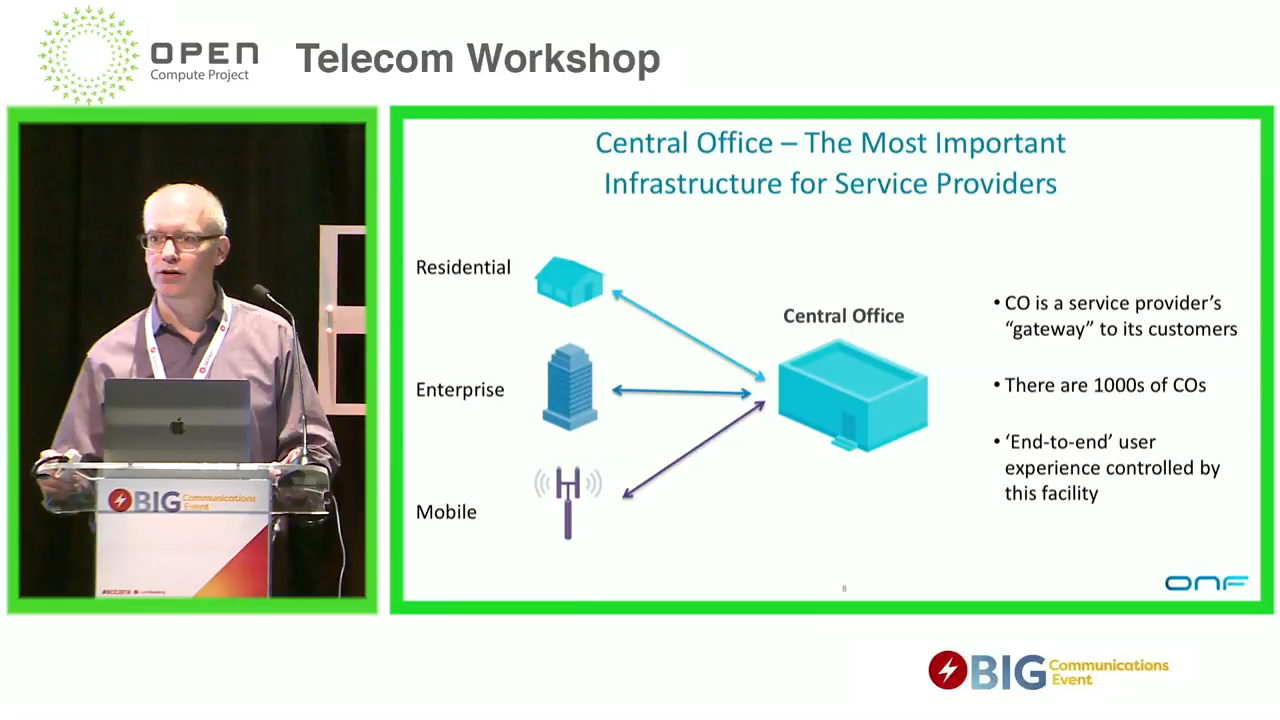 OPEN
Compute Project
Telecom Workshop
Central Office – The Most Important
Infrastructure for Service Providers
Residential
Enterprise
Mobile
Central Office
• CO is a service provider’s
“gateway” to its customers
• There are 1000s of COs
• ‘End-to-end’ user
experience controlled by
this facility
8
ONF
BIG Communications
Event
BIG Communications
Event